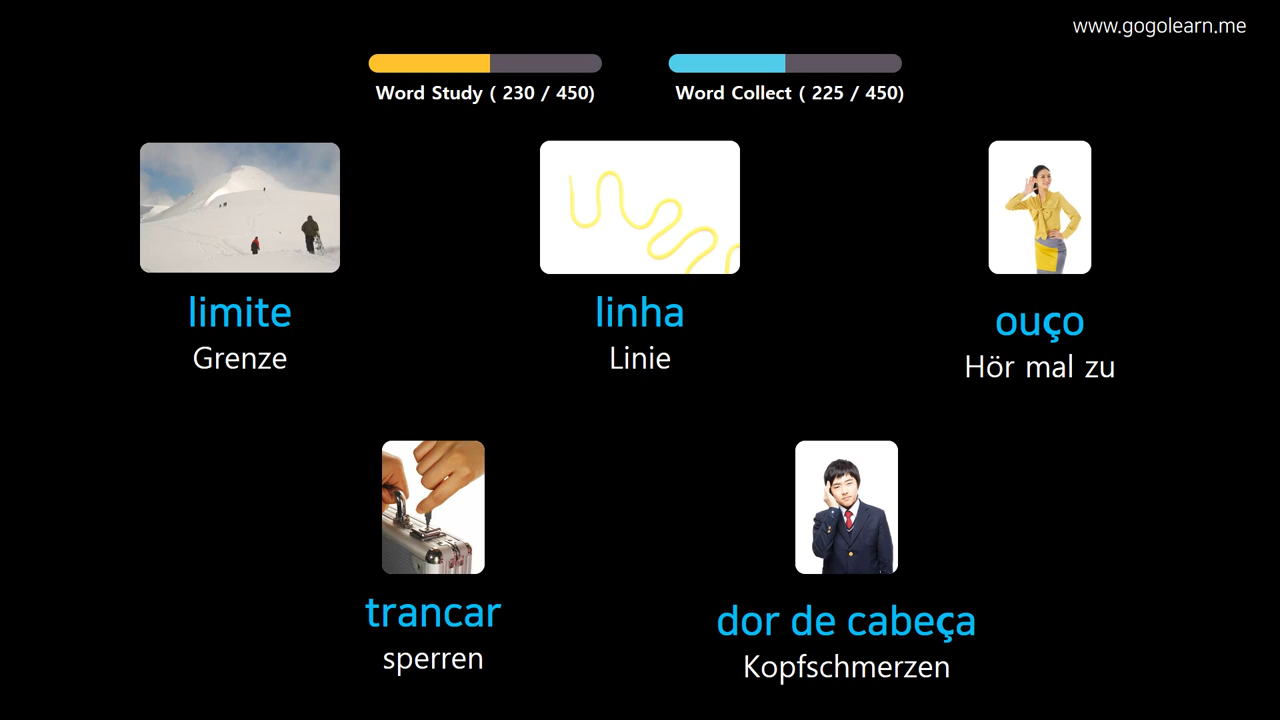 www.gogolearn.me
Word Study ( 230 / 450)
Word Collect ( 225 / 450)
limite
Grenze
linha
Linie
ouço
Hör mal zu
trancar
sperren
dor de cabeça
Kopfschmerzen